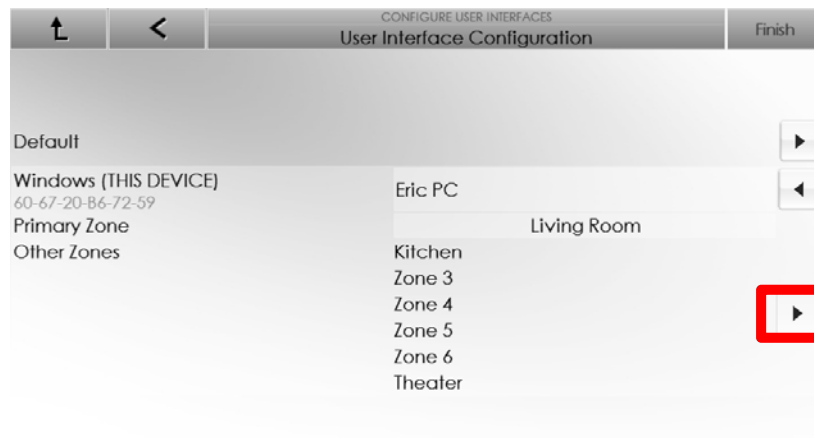 CONFIGURE USER INTERFACES
User Interface Configuration
Finish
Default
Windows (THIS DEVICE)
Eric PC
60-67-20-B6-72-59
Primary Zone
Living Room
Other Zones
Kitchen
Zone 3
Zone 4
Zone 5
Zone 6
Theater